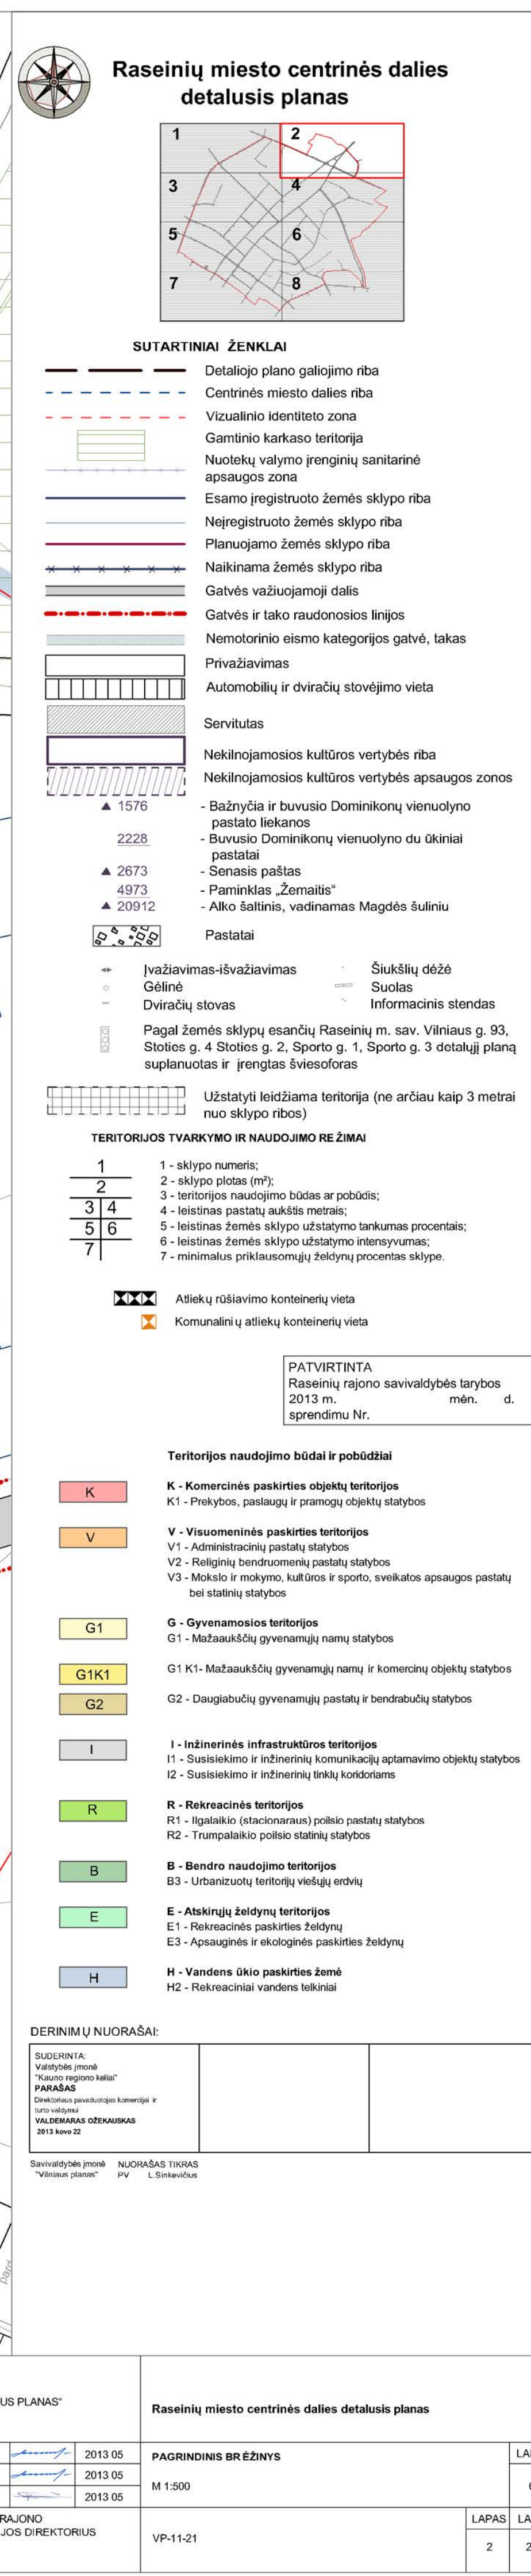 Raseinių miesto centrinės dalies
detalusis planas
1
2
3
4
5
6
7
8
SUTARTINIAI ŽENKLAI
Detaliojo plano galiojimo riba
Centrinės miesto dalies riba
Vizualinio identiteto zona
Gamtinio karkaso teritorija
Nuotekų valymo įrenginių sanitarinė
apsaugos zona
Esamo įregistruoto žemės sklypo riba
Neįregistruoto žemės sklypo riba
Planuojamo žemės sklypo riba
Naikinama žemės sklypo riba
Gatvės važiuojamoji dalis
Gatvės ir tako raudonosios linijos
Nemotorinio eismo kategorijos gatvė, takas
Privažiavimas
Automobilių ir dviračių stovėjimo vieta
Servitutas
Nekilnojamosios kultūros vertybės riba
Nekilnojamosios kultūros vertybės apsaugos zonos
1576 - Bažnyčia ir buvusio Dominikonų vienuolyno
pastato liekanos
2228 - Buvusio Dominikonų vienuolyno du ūkiniai
pastatai
2673 - Senasis paštas
4973 - Paminklas „Žemaitis“
20912 - Alko šaltinis, vadinamas Magdės šuliniu
Pastatai
Įvažiavimas-išvažiavimas Šiukšlių dėžė
Gėlinė Suolas
Dviračių stovas Informacinis stendas
Pagal žemės sklypų esančių Raseinių m. sav. Vilniaus g. 93,
Stoties g. 4 Stoties g. 2, Sporto g. 1, Sporto g. 3 detalųjį planą
suplanuotas ir įrengtas šviesoforas
Užstatyti leidžiama teritorija (ne arčiau kaip 3 metrai
nuo sklypo ribos)
TERITORIJOS TVARKYMO IR NAUDOJIMO REŽIMAI
1
2
3 4
5 6
7
1 - sklypo numeris;
2 - sklypo plotas (m²);
3 - teritorijos naudojimo būdas ar pobūdis;
4 - leistinas pastatų aukštis metrais;
5 - leistinas žemės sklypo užstatymo tankumas procentais;
6 - leistinas žemės sklypo užstatymo intensyvumas;
7 - minimalus priklausomųjų želdynų procentas sklype.
Atliekų rūšiavimo konteinerių vieta
Komunalinių atliekų konteinerių vieta
PATVIRTINTA
Raseinių rajono savivaldybės tarybos
2013 m. mėn. d.
sprendimu Nr.
Teritorijos naudojimo būdai ir pobūdžiai
K K - Komercinės paskirties objektų teritorijos
K1 - Prekybos, paslaugų ir pramogų objektų statybos
V V - Visuomeninės paskirties teritorijos
V1 - Administracinių pastatų statybos
V2 - Religinių bendruomenių pastatų statybos
V3 - Mokslo ir mokymo, kultūros ir sporto, sveikatos apsaugos pastatų
bei statinių statybos
G1 G - Gyvenamosios teritorijos
G1 - Mažaaukščių gyvenamųjų namų statybos
G1K1 G1 K1- Mažaaukščių gyvenamųjų namų ir komercinų objektų statybos
G2 G2 - Daugiabučių gyvenamųjų pastatų ir bendrabučių statybos
I I - Inžinerinės infrastruktūros teritorijos
I1 - Susisiekimo ir inžinerinių komunikacijų aptarnavimo objektų statybos
I2 - Susisiekimo ir inžinerinių tinklų koridoriams
R R - Rekreacinės teritorijos
R1 - Ilgalaikio (stacionaraus) poilsio pastatų statybos
R2 - Trumpalaikio poilsio statinių statybos
B B - Bendro naudojimo teritorijos
B3 - Urbanizuotų teritorijų viešųjų erdvių
E E - Atskirųjų želdynų teritorijos
E1 - Rekreacinės paskirties želdynų
E3 - Apsauginės ir ekologinės paskirties želdynų
H H - Vandens ūkio paskirties žemė
H2 - Rekreaciniai vandens telkiniai
DERINIMŲ NUORAŠAI:
SUDERINTA:
Valstybės įmonė
"Kauno regiono keliai"
PARAŠAS
Direktoriaus pavaduotojas komercijai ir
turto valdymui
VALDEMARAS OŽEKAUSKAS
2013 kovo 22
Savivaldybės įmonė NUORAŠAS TIKRAS
"Vilniaus planas" PV L.Sinkevičius
US PLANAS“
Raseinių miesto centrinės dalies detalusis planas
2013 05
2013 05
2013 05
PAGRINDINIS BRĖŽINYS
M 1:500
RAJONO
JOS DIREKTORIUS
VP-11-21
LAPAS
2